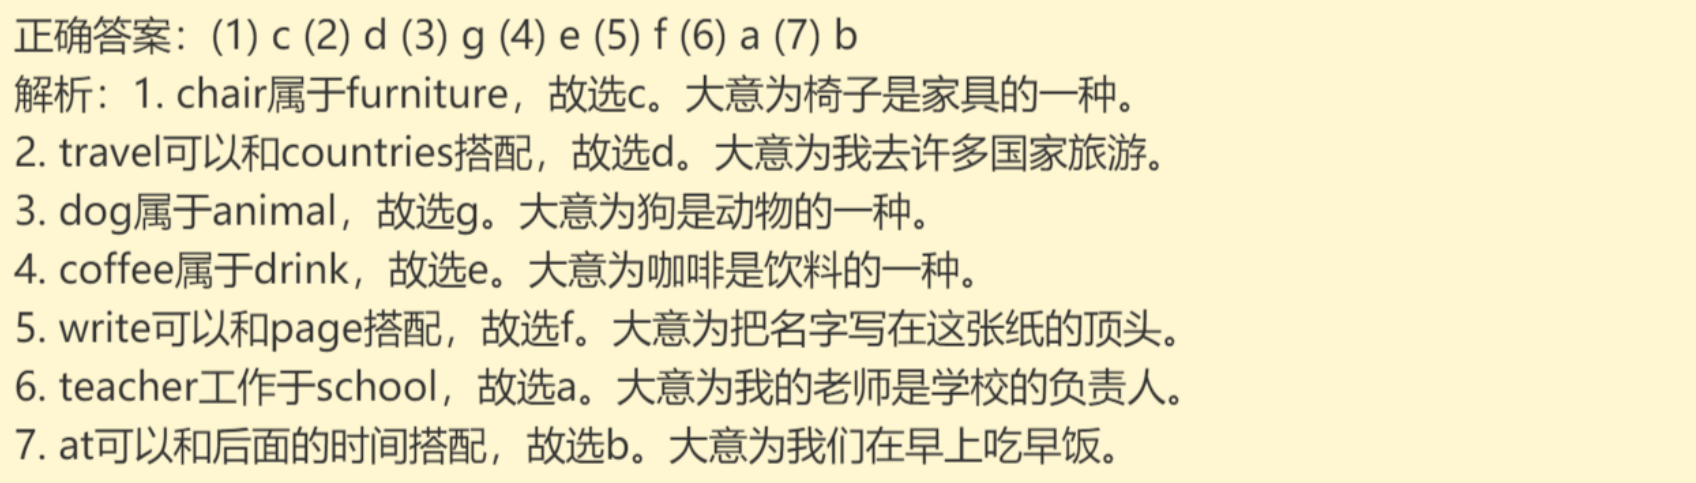 正确答案：(1) c (2) d (3) g (4) e (5) f (6) a (7) b
解析：1. chair属于furniture，故选c。大意为椅子是家具的一种。
2. travel可以和countries搭配，故选d。大意为我去许多国家旅游。
3. dog属于animal，故选g。大意为狗是动物的一种。
4. coffee属于drink，故选e。大意为咖啡是饮料的一种。
5. write可以和page搭配，故选f。大意为把名字写在这张纸的顶头。
6. teacher工作于school，故选a。大意为我的老师是学校的负责人。
7. at可以和后面的时间搭配，故选b。大意为我们在早上吃早饭。